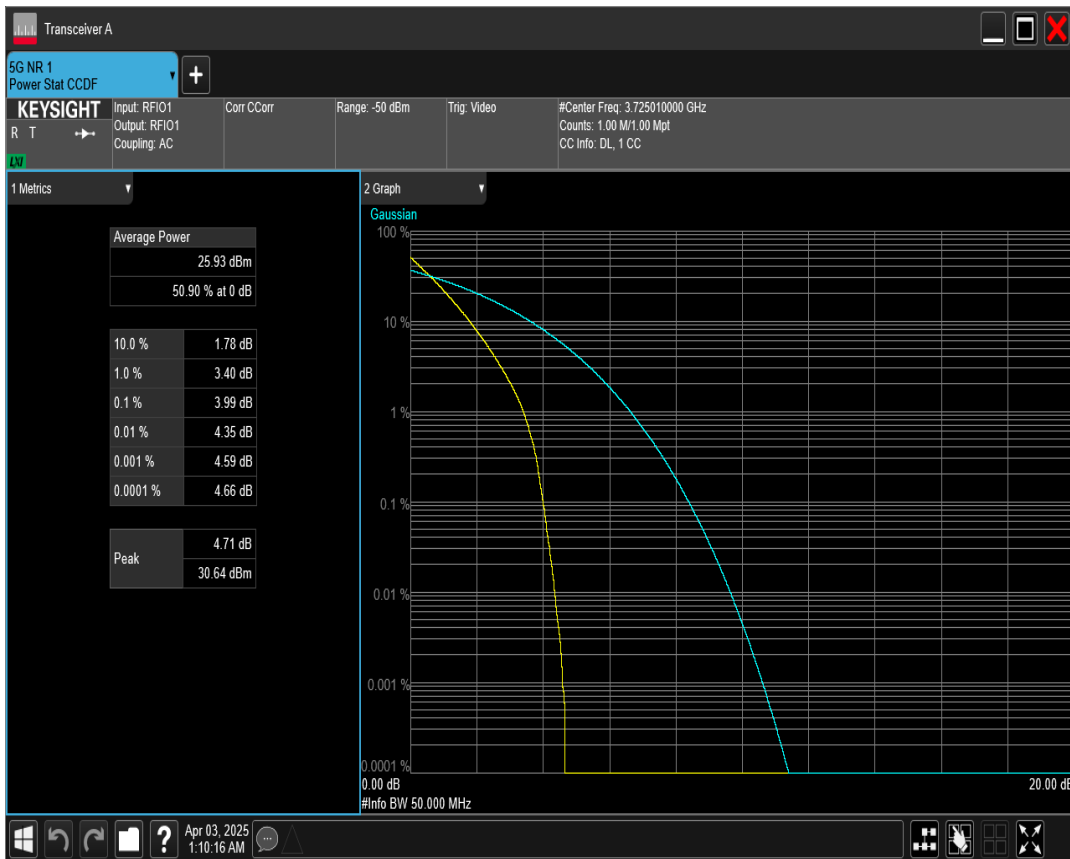 Transceiver A
5G NR 1
Power Stat CCDF
KEYSIGHT
R T
LXI
Input: RFIO1
Output: RFIO1
Coupling: AC
Corr CCorr
Range: -50 dBm
Trig: Video
#Center Freq: 3.725010000 GHz
Counts: 1.00 M/1.00 Mpt
CC Info: DL, 1 CC
1 Metrics
Average Power
25.93 dBm
50.90 % at 0 dB
10.0 % 1.78 dB
1.0 % 3.40 dB
0.1 % 3.99 dB
0.01 % 4.35 dB
0.001 % 4.59 dB
0.0001 % 4.66 dB
Peak 4.71 dB
30.64 dBm
2 Graph
Gaussian
100 %
10 %
1 %
0.1 %
0.01 %
0.001 %
0.0001 %
0.00 dB 20.00 dB
#Info BW 50.000 MHz
Apr 03, 2025
1:10:16 AM